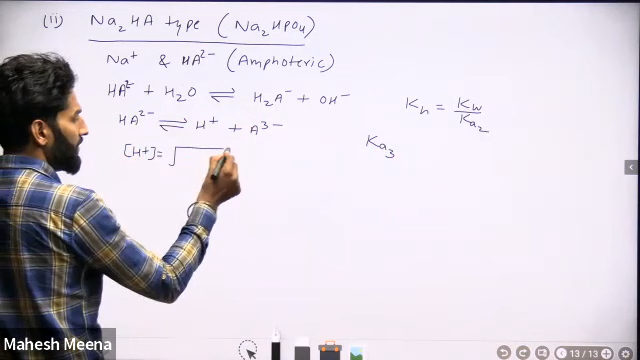 (ii) Na₂HA type (Na₂HPO₄)
Na⁺ & HA²⁻ (Amphoteric)
HA²⁻ + H₂O ⇌ H₂A⁻ + OH⁻ Kh = Kw/Ka₂
HA²⁻ ⇌ H⁺ + A³⁻ Ka₃
[H+] = √
Mahesh Meena
13 / 13